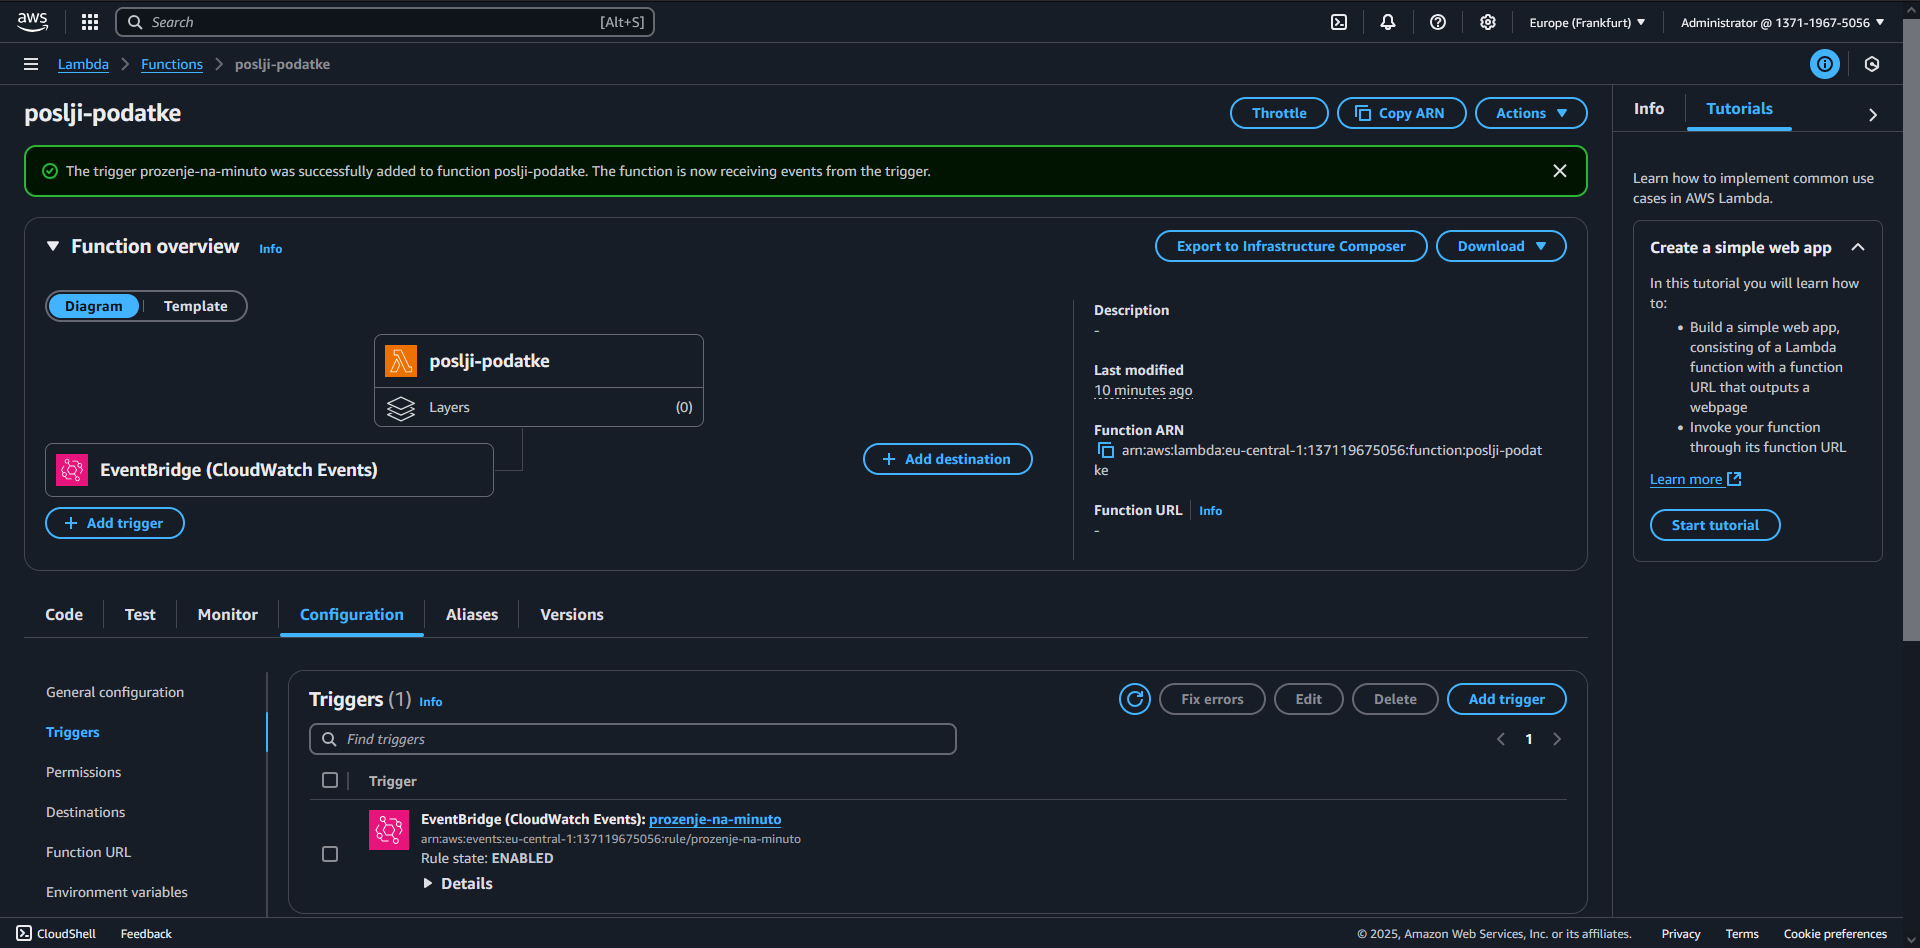 aws
Search
[Alt+S]
Europe (Frankfurt)
Administrator @ 1371-1967-5056
Lambda
Functions
poslji-podatke
poslji-podatke
Throttle
Copy ARN
Actions
Info
Tutorials
The trigger prozenje-na-minuto was successfully added to function poslji-podatke. The function is now receiving events from the trigger.
Learn how to implement common use
cases in AWS Lambda.
Function overview
Info
Export to Infrastructure Composer
Download
Create a simple web app
In this tutorial you will learn how
to:
• Build a simple web app,
consisting of a Lambda
function with a function
URL that outputs a
webpage
• Invoke your function
through its function URL
Learn more
Start tutorial
Diagram
Template
poslji-podatke
Layers
(0)
EventBridge (CloudWatch Events)
+ Add destination
+ Add trigger
Description
-
Last modified
10 minutes ago
Function ARN
arn:aws:lambda:eu-central-1:137119675056:function:poslji-podat
ke
Function URL
Info
-
Code
Test
Monitor
Configuration
Aliases
Versions
General configuration
Triggers
Permissions
Destinations
Function URL
Environment variables
Triggers (1)
Info
Fix errors
Edit
Delete
Add trigger
Find triggers
1
Trigger
EventBridge (CloudWatch Events): prozenje-na-minuto
arn:aws:events:eu-central-1:137119675056:rule/prozenje-na-minuto
Rule state: ENABLED
Details
CloudShell
Feedback
© 2025, Amazon Web Services, Inc. or its affiliates.
Privacy
Terms
Cookie preferences